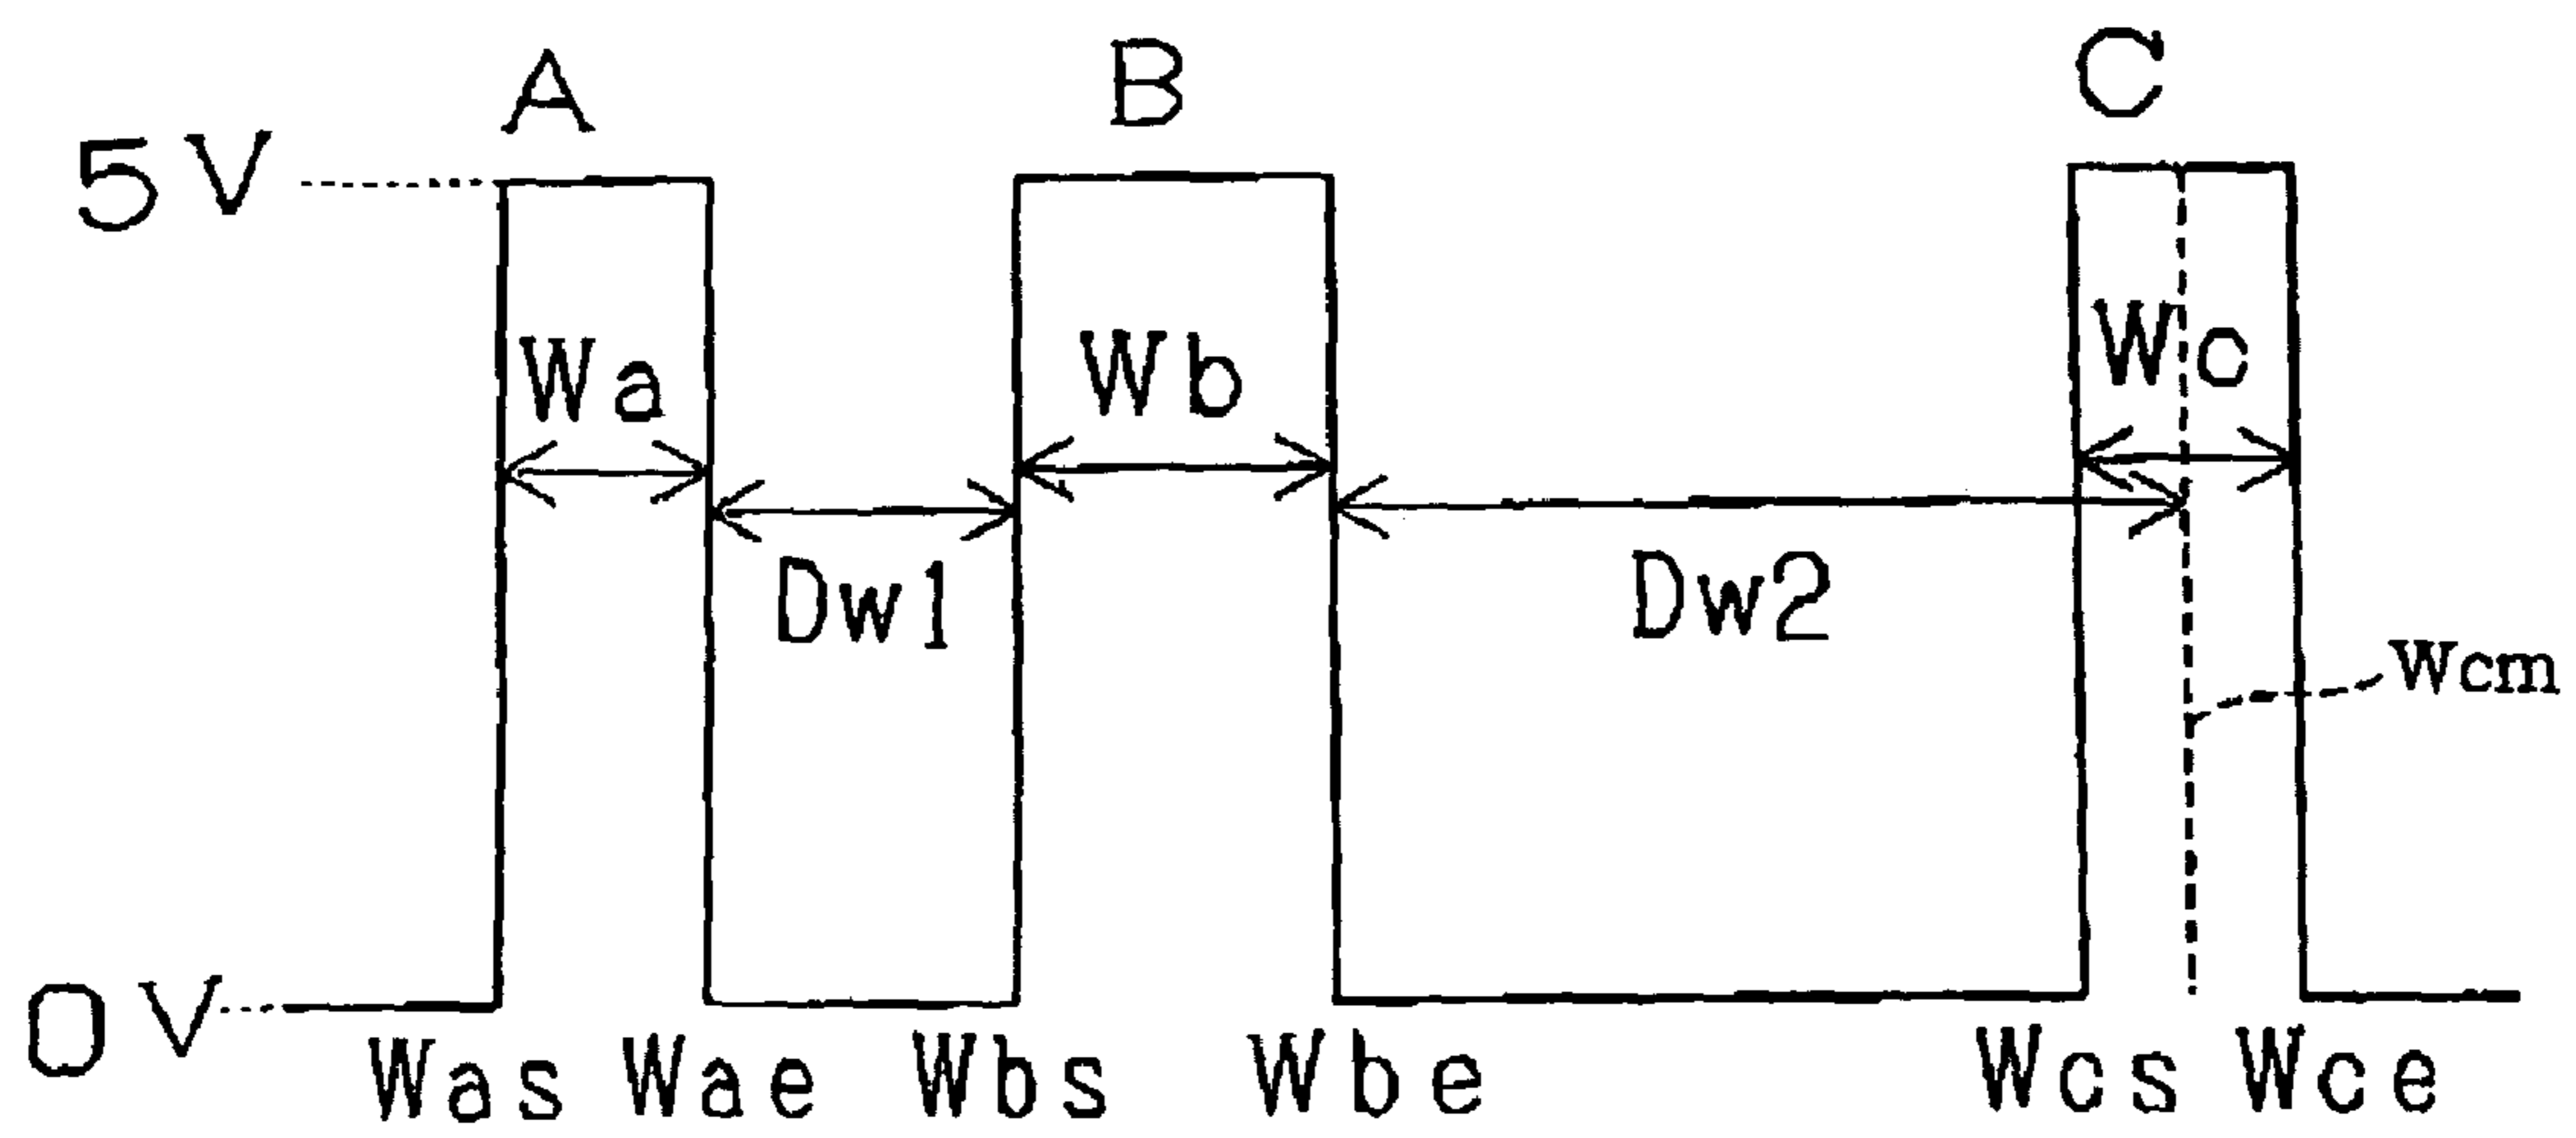 A B C
5V
Wa Wb Wc
Dw1 Dw2
Wcm
0V
Was Wae Wbs Wbe Wcs Wce